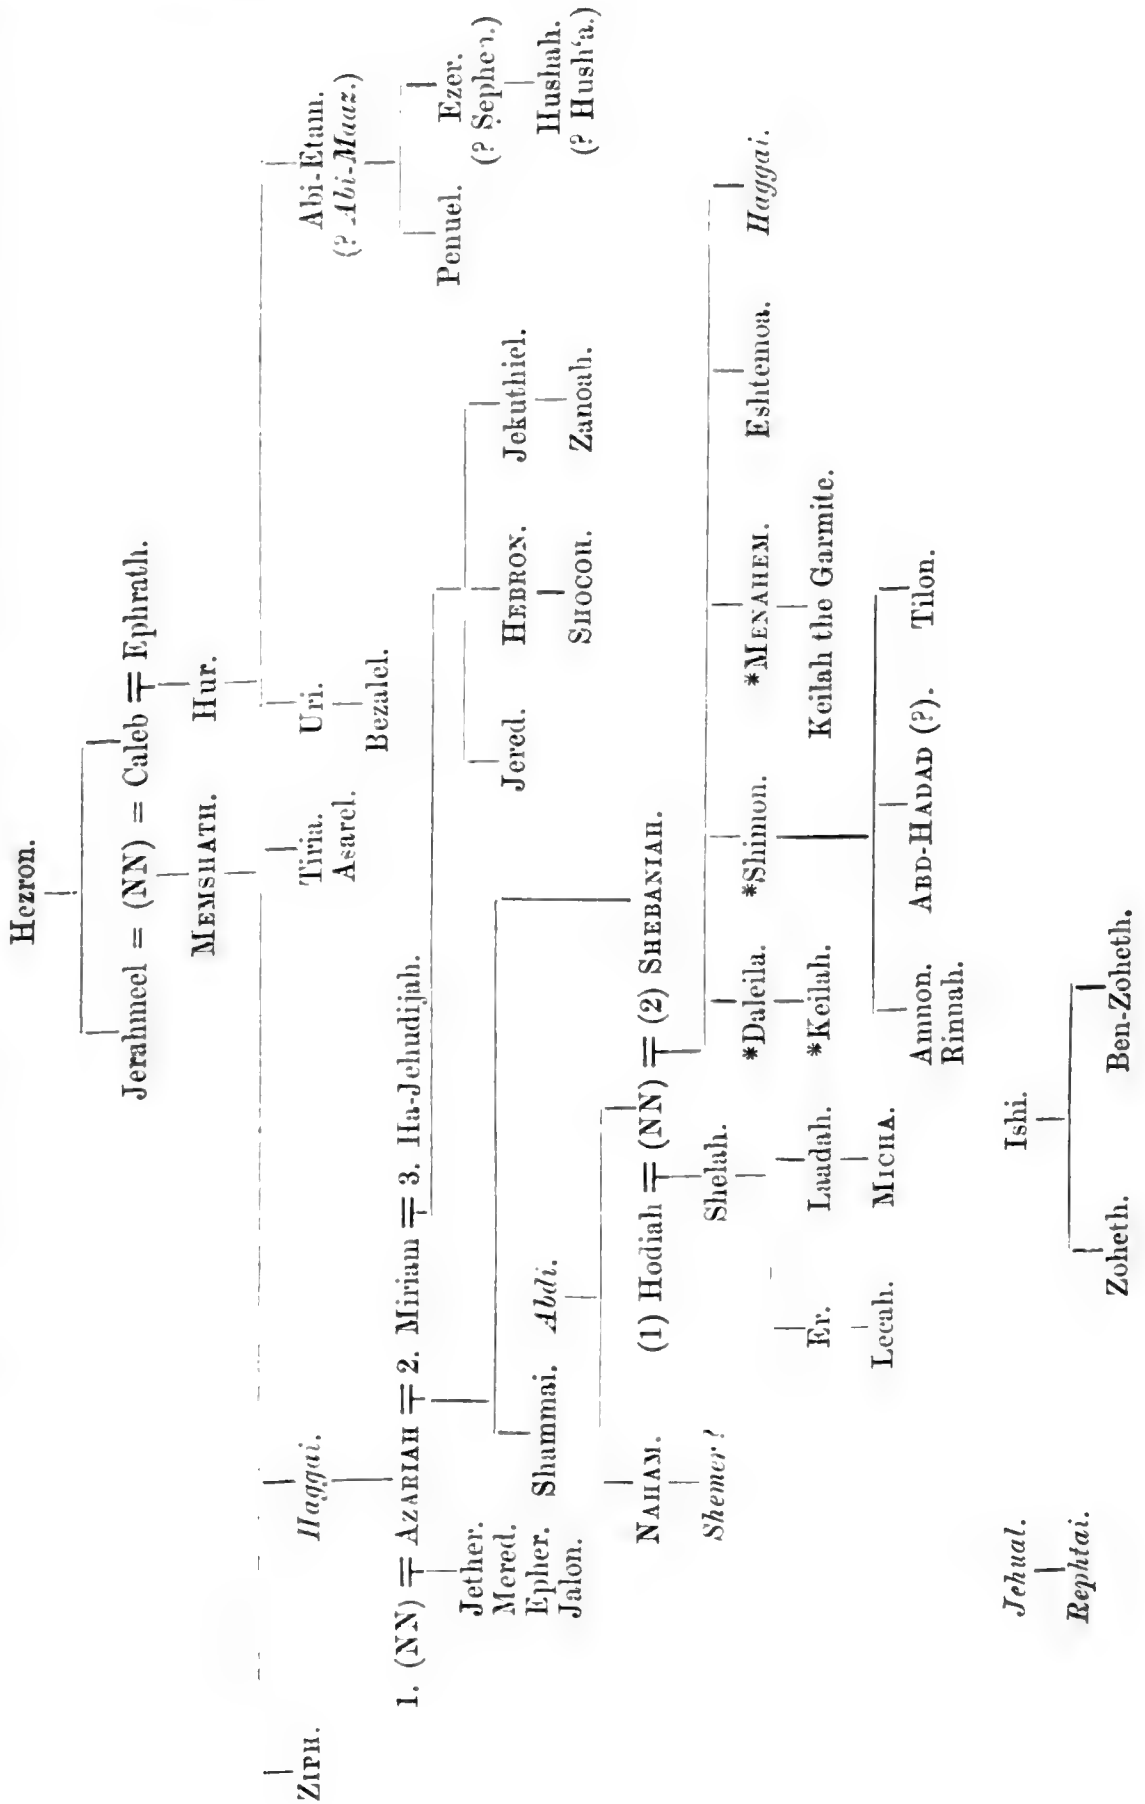 Hezron.
Jerahmeel = (NN) = Caleb = Ephrath.
MEMSHATH. Hur.
ZIPH. Haggai. Tiria. Uri. Abi-Etam.
Asarel. (? Abi-Maaz.)
Bezalel.
1. (NN) = AZARIAH = 2. Miriam = 3. Ha-Jehudijah. Penuel. Ezer.
(? Sephen.)
Jether. Jered. HEBRON. Jekuthiel.
Mered.
Epher. Shammai. Abdi. Hushah.
Jalon. SHOCOH. Zanoah. (? Hush‘a.)
NAHAM. (1) Hodiah = (NN) = (2) SHEBANIAH.
Shemer? Shelah.
*Daleila. *Shimon. *MENAHEM. Eshtemoa. Haggai.
Er. Laadah. *Keilah. Keilah the Garmite.
Lecah. MICHA.
Amnon. ABD-HADAD (?). Tilon.
Rinnah.
Jehual. Ishi.
Rephtai. Zoheth. Ben-Zoheth.